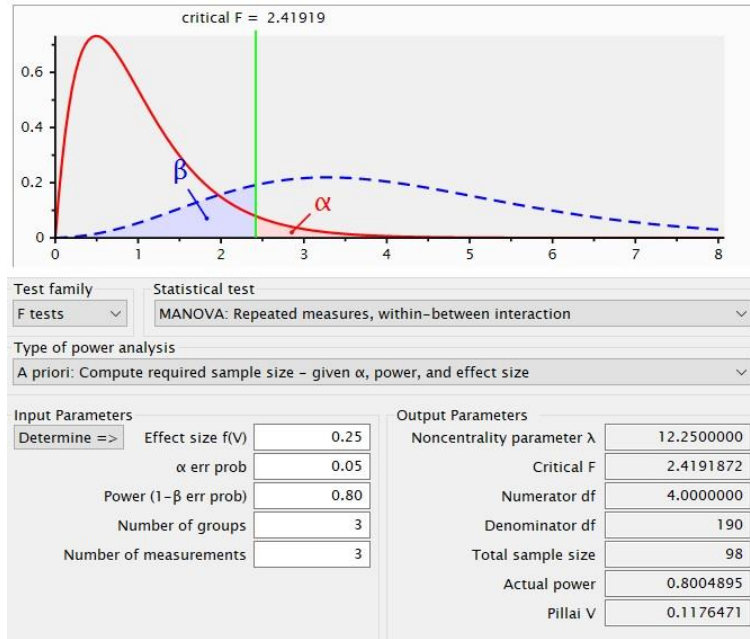 critical F = 2.41919
0.6
0.4
0.2
0
β
α
0 1 2 3 4 5 6 7 8
Test family
Statistical test
F tests
MANOVA: Repeated measures, within-between interaction
Type of power analysis
A priori: Compute required sample size - given α, power, and effect size
Input Parameters
Determine =>
Effect size f(V) 0.25
α err prob 0.05
Power (1-β err prob) 0.80
Number of groups 3
Number of measurements 3
Output Parameters
Noncentrality parameter λ 12.2500000
Critical F 2.4191872
Numerator df 4.0000000
Denominator df 190
Total sample size 98
Actual power 0.8004895
Pillai V 0.1176471